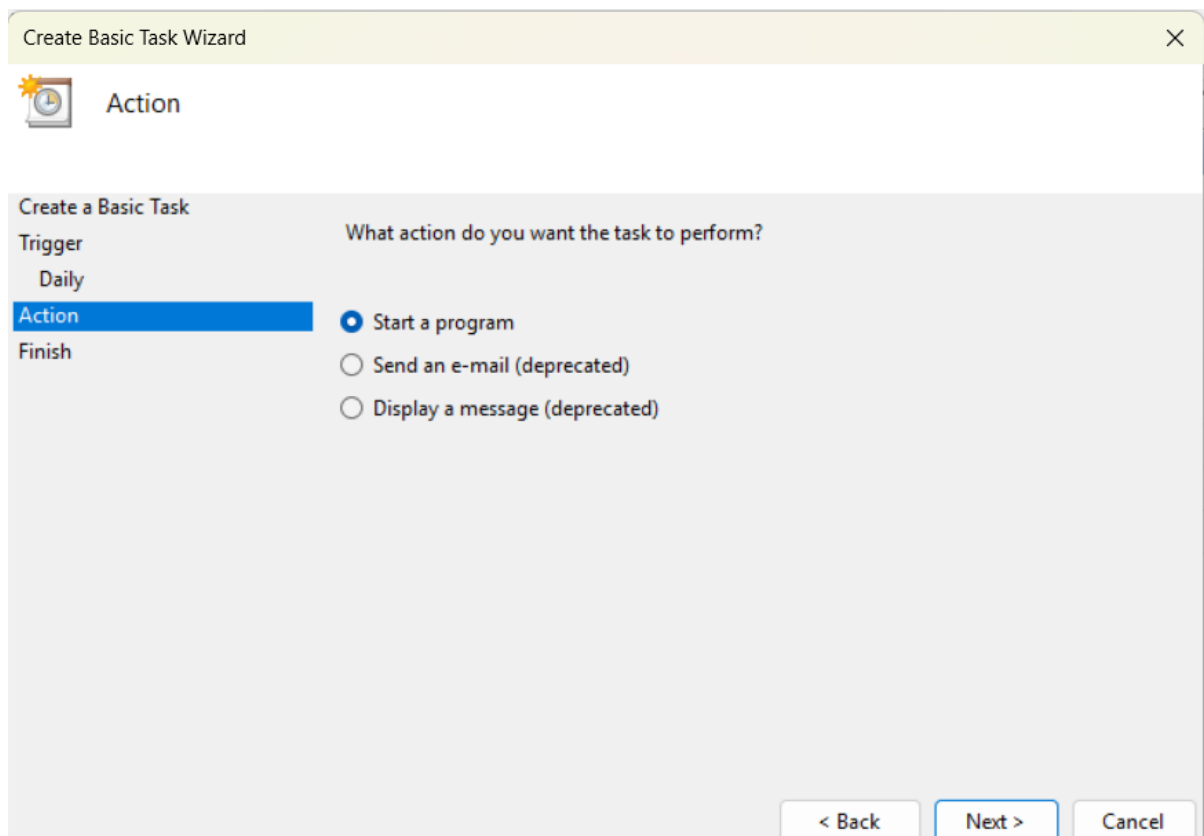 Create Basic Task Wizard
Action
Create a Basic Task
Trigger
Daily
Action
Finish
What action do you want the task to perform?
Start a program
Send an e-mail (deprecated)
Display a message (deprecated)
< Back
Next >
Cancel